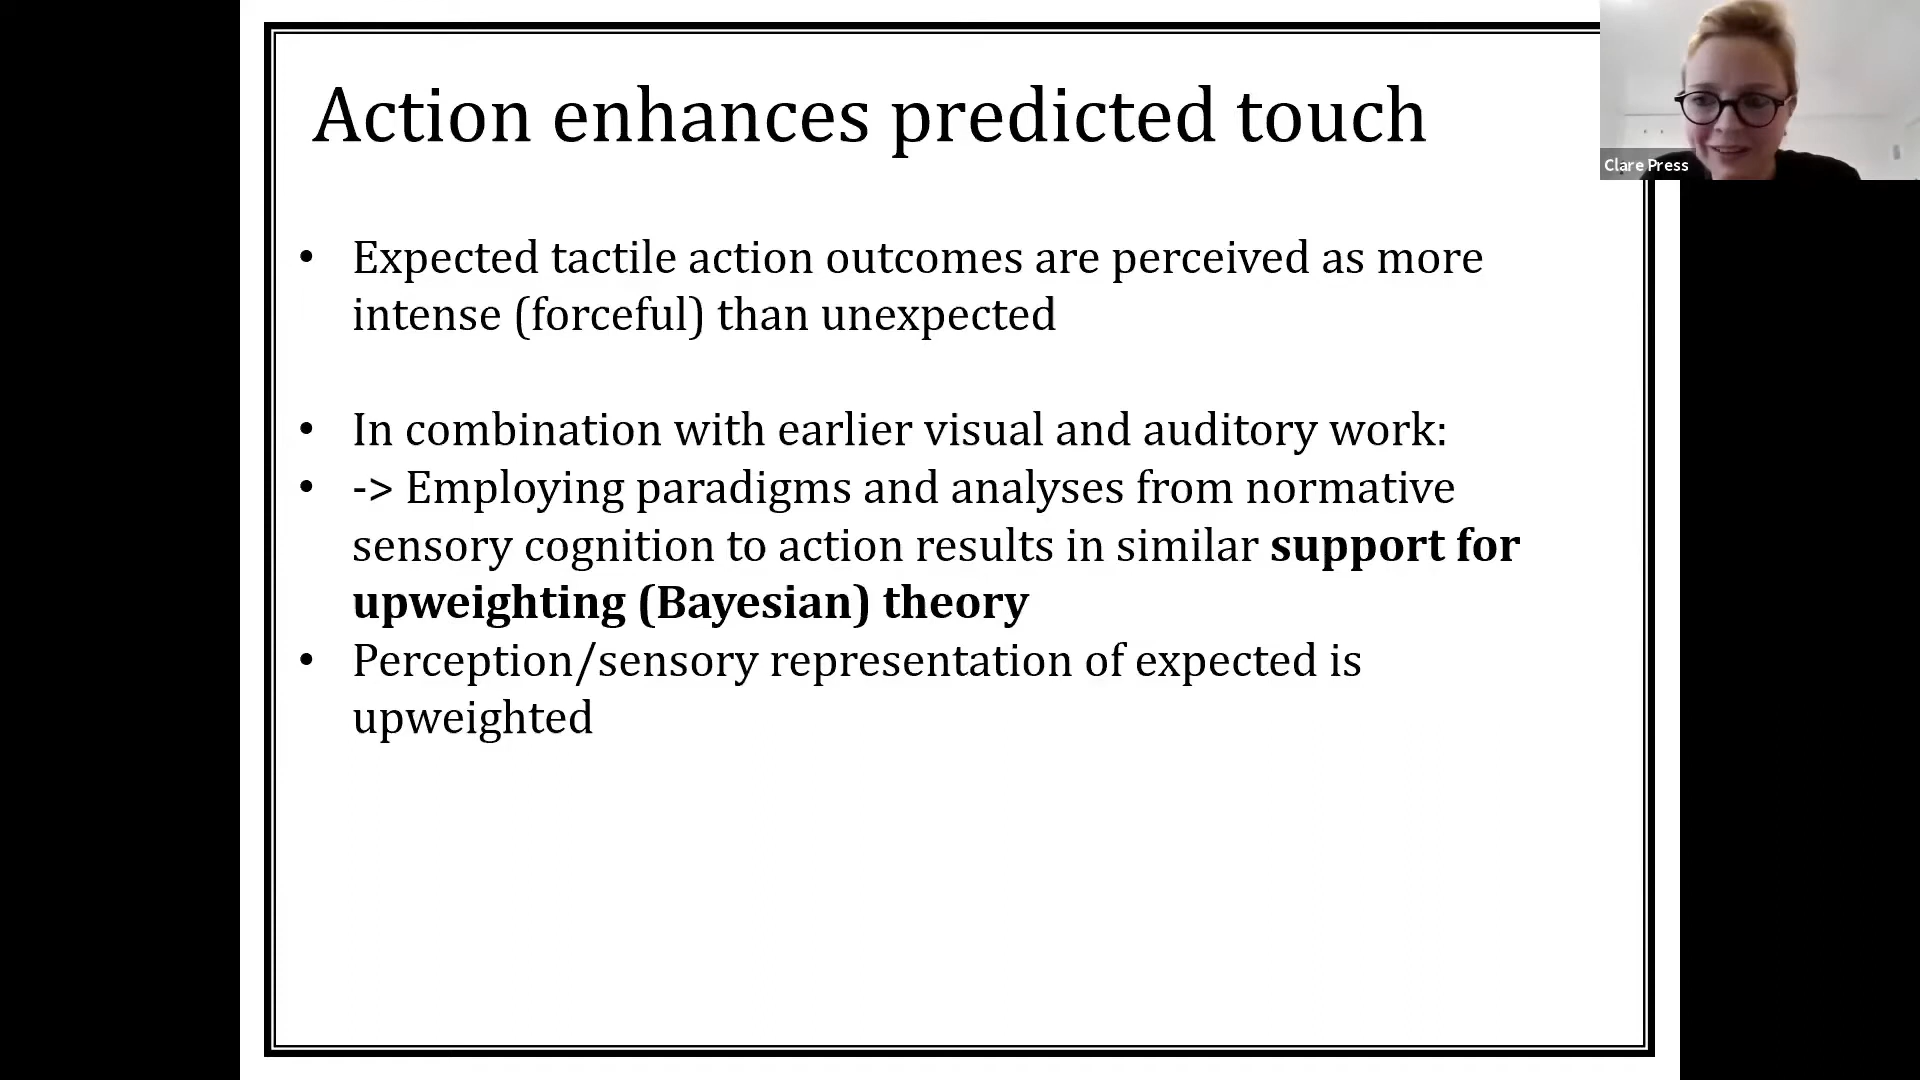 Action enhances predicted touch
Clare Press
• Expected tactile action outcomes are perceived as more
intense (forceful) than unexpected
• In combination with earlier visual and auditory work:
• -> Employing paradigms and analyses from normative
sensory cognition to action results in similar support for
upweighting (Bayesian) theory
• Perception/sensory representation of expected is
upweighted